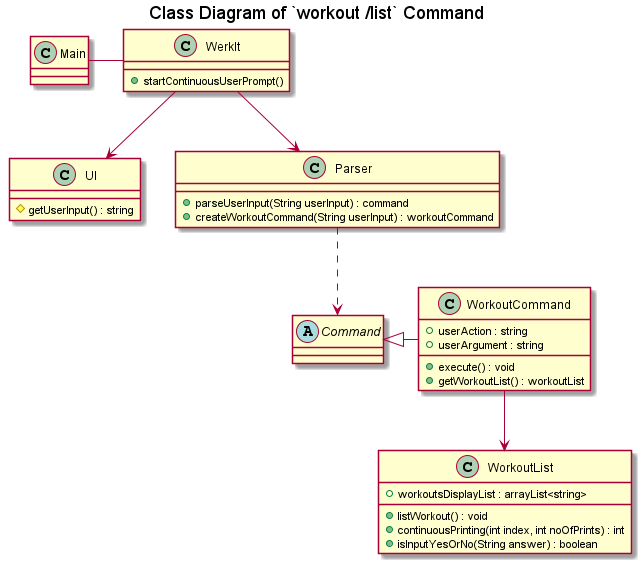 Class Diagram of `workout /list` Command
C Main
C WerkIt
startContinuousUserPrompt()
C UI
getUserInput() : string
C Parser
parseUserInput(String userInput) : command
createWorkoutCommand(String userInput) : workoutCommand
A Command
C WorkoutCommand
userAction : string
userArgument : string
execute() : void
getWorkoutList() : workoutList
C WorkoutList
workoutsDisplayList : arrayList<string>
listWorkout() : void
continuousPrinting(int index, int noOfPrints) : int
isInputYesOrNo(String answer) : boolean